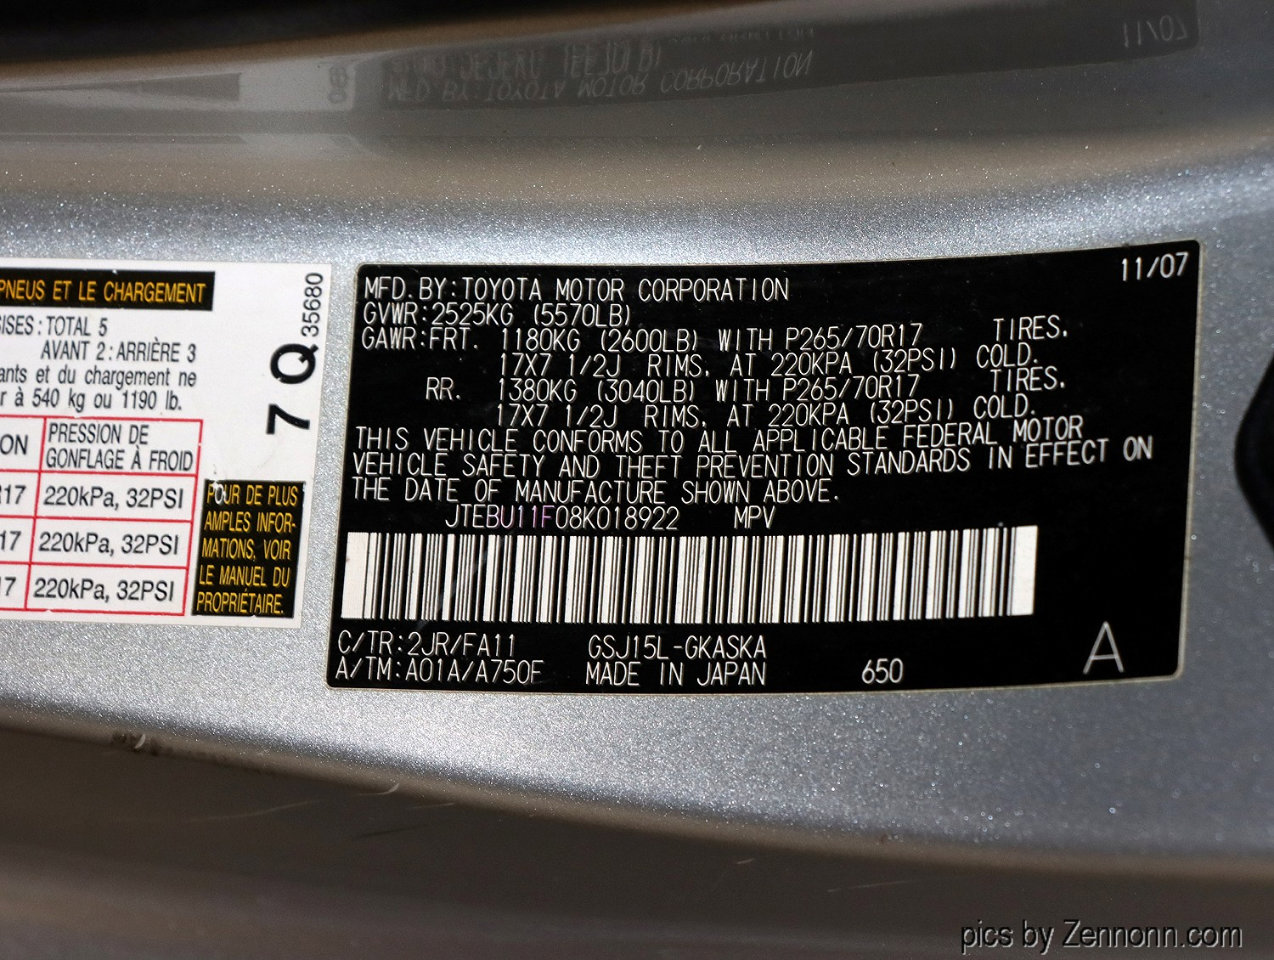 PNEUS ET LE CHARGEMENT
TOTAL 5
AVANT 2 : ARRIÈRE 3
et du chargement ne
à 540 kg ou 1190 lb.
PRESSION DE
GONFLAGE À FROID
220kPa, 32PSI
220kPa, 32PSI
220kPa, 32PSI
7 Q 35680
POUR DE PLUS
AMPLES INFOR-
MATIONS, VOIR
LE MANUEL DU
PROPRIÉTAIRE.
11/07
MFD. BY: TOYOTA MOTOR CORPORATION
GVWR: 2525KG (5570LB)
GAWR: FRT. 1180KG (2600LB) WITH P265/70R17 TIRES,
17X7 1/2J RIMS, AT 220KPA (32PSI) COLD.
RR. 1380KG (3040LB) WITH P265/70R17 TIRES,
17X7 1/2J RIMS, AT 220KPA (32PSI) COLD.
THIS VEHICLE CONFORMS TO ALL APPLICABLE FEDERAL MOTOR
VEHICLE SAFETY AND THEFT PREVENTION STANDARDS IN EFFECT ON
THE DATE OF MANUFACTURE SHOWN ABOVE.
JTEBU11F08K018922 MPV
C/TR: 2JR/FA11 GSJ15L-GKASKA
A/TM: A01A/A750F MADE IN JAPAN 650 A
pics by Zennonn.com